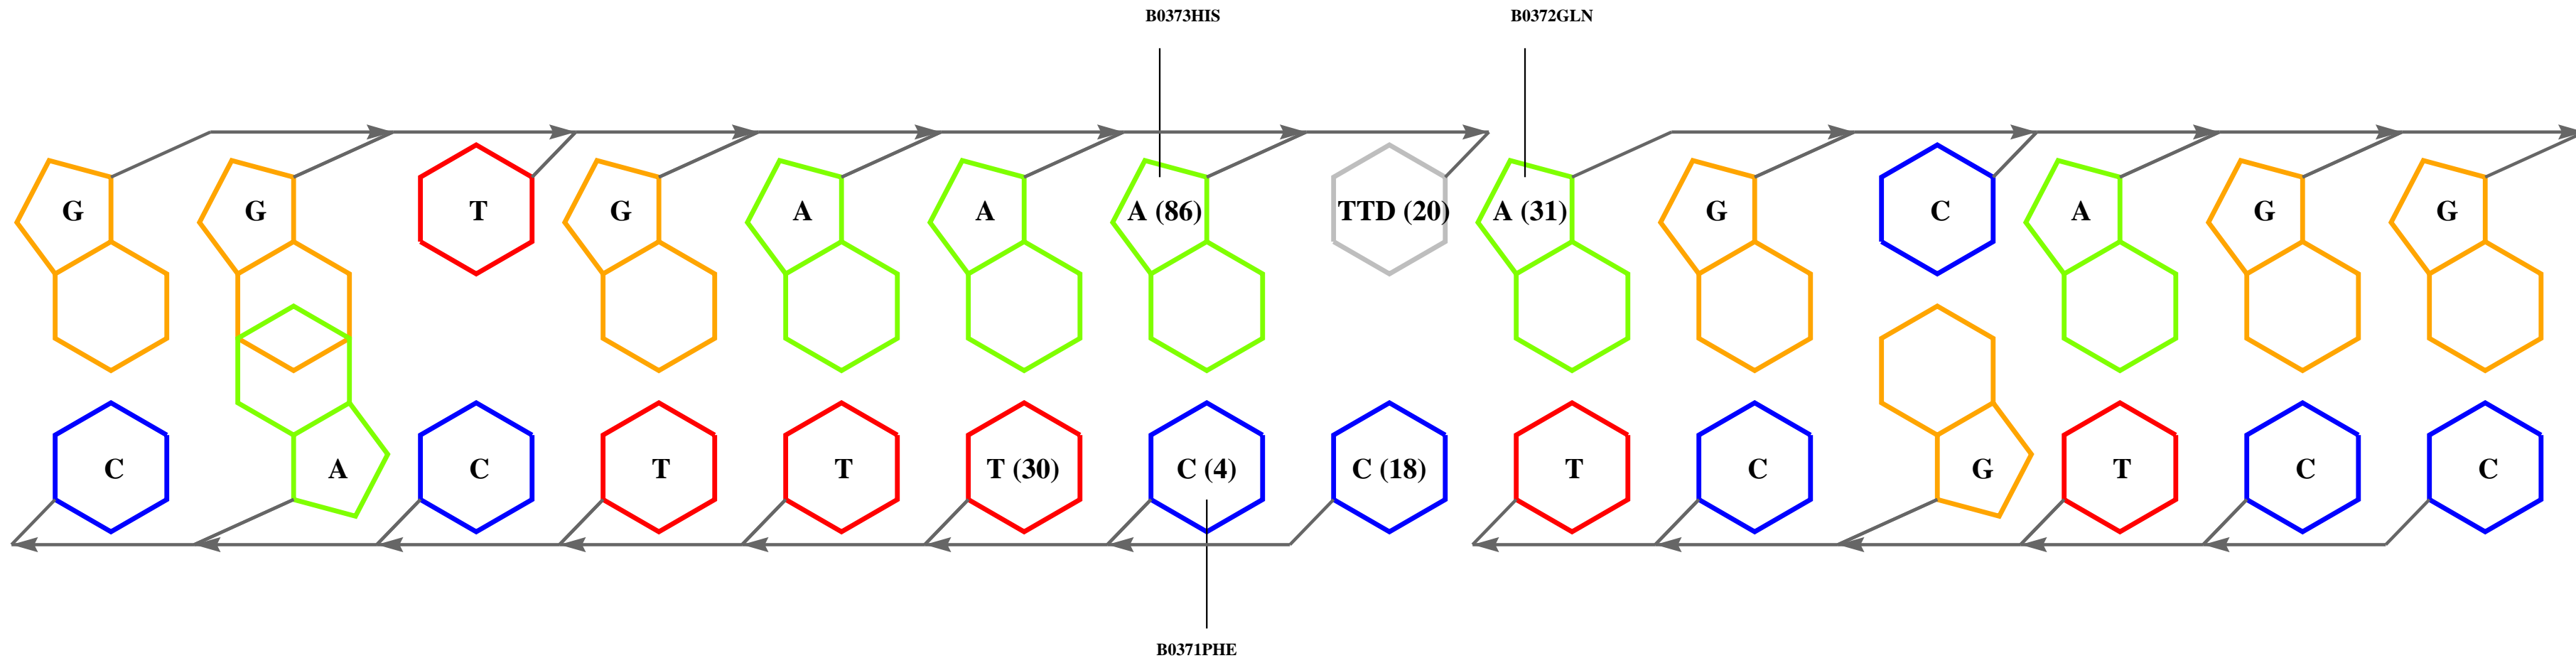 B0373HIS B0372GLN
G G T G A A A (86) TTD (20) A (31) G C A G G
C A C T T T (30) C (4) C (18) T C G T C C
B0371PHE